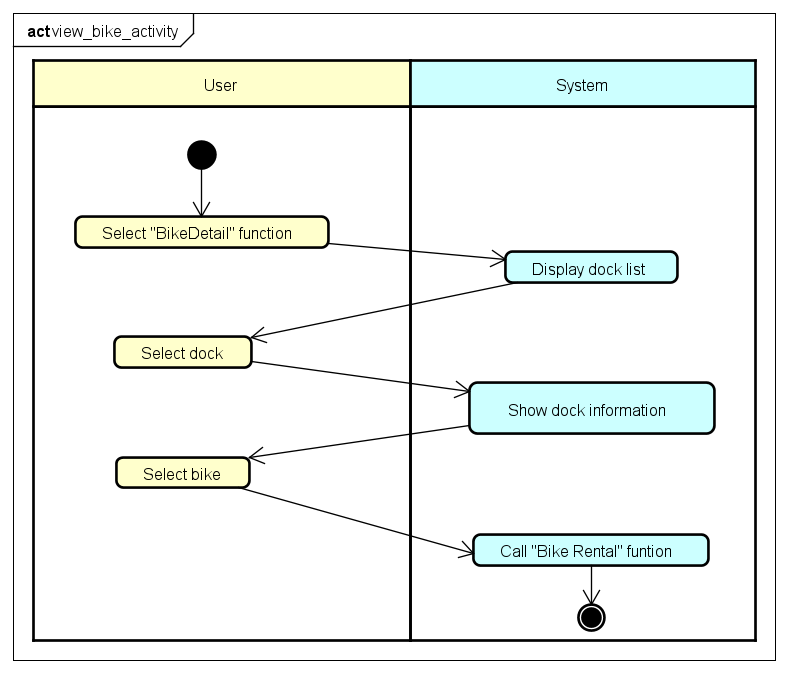 act view_bike_activity
User
System
Select "BikeDetail" function
Display dock list
Select dock
Show dock information
Select bike
Call "Bike Rental" funtion